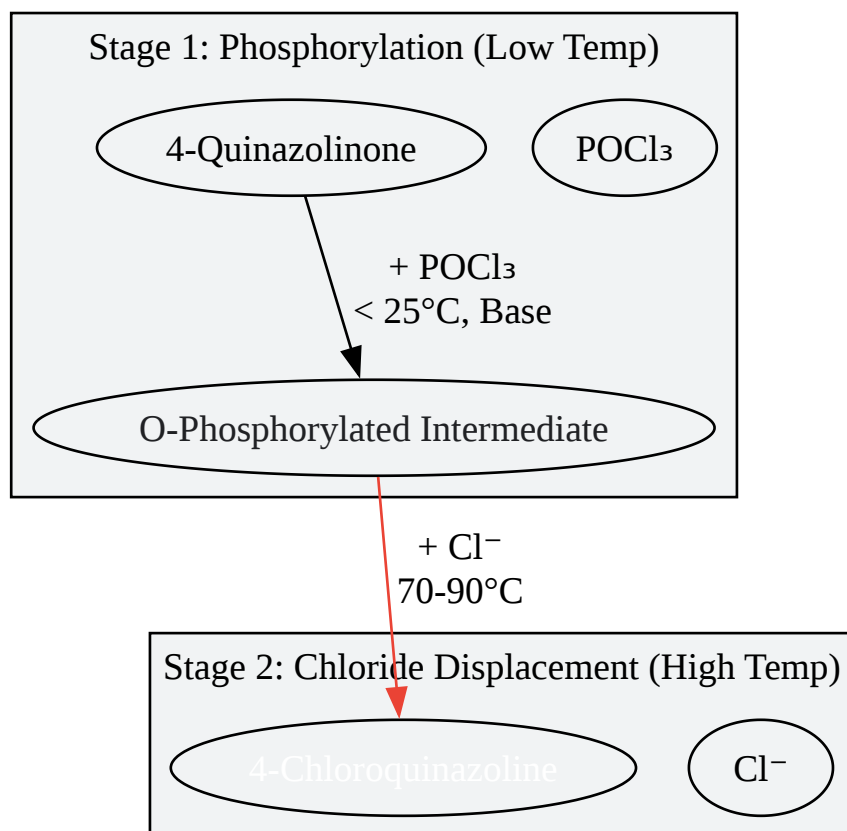 Stage 1: Phosphorylation (Low Temp)
4-Quinazolinone
POCl₃
+ POCl₃
< 25°C, Base
O-Phosphorylated Intermediate
+ Cl⁻
70-90°C
Stage 2: Chloride Displacement (High Temp)
4-Chloroquinazoline
Cl⁻